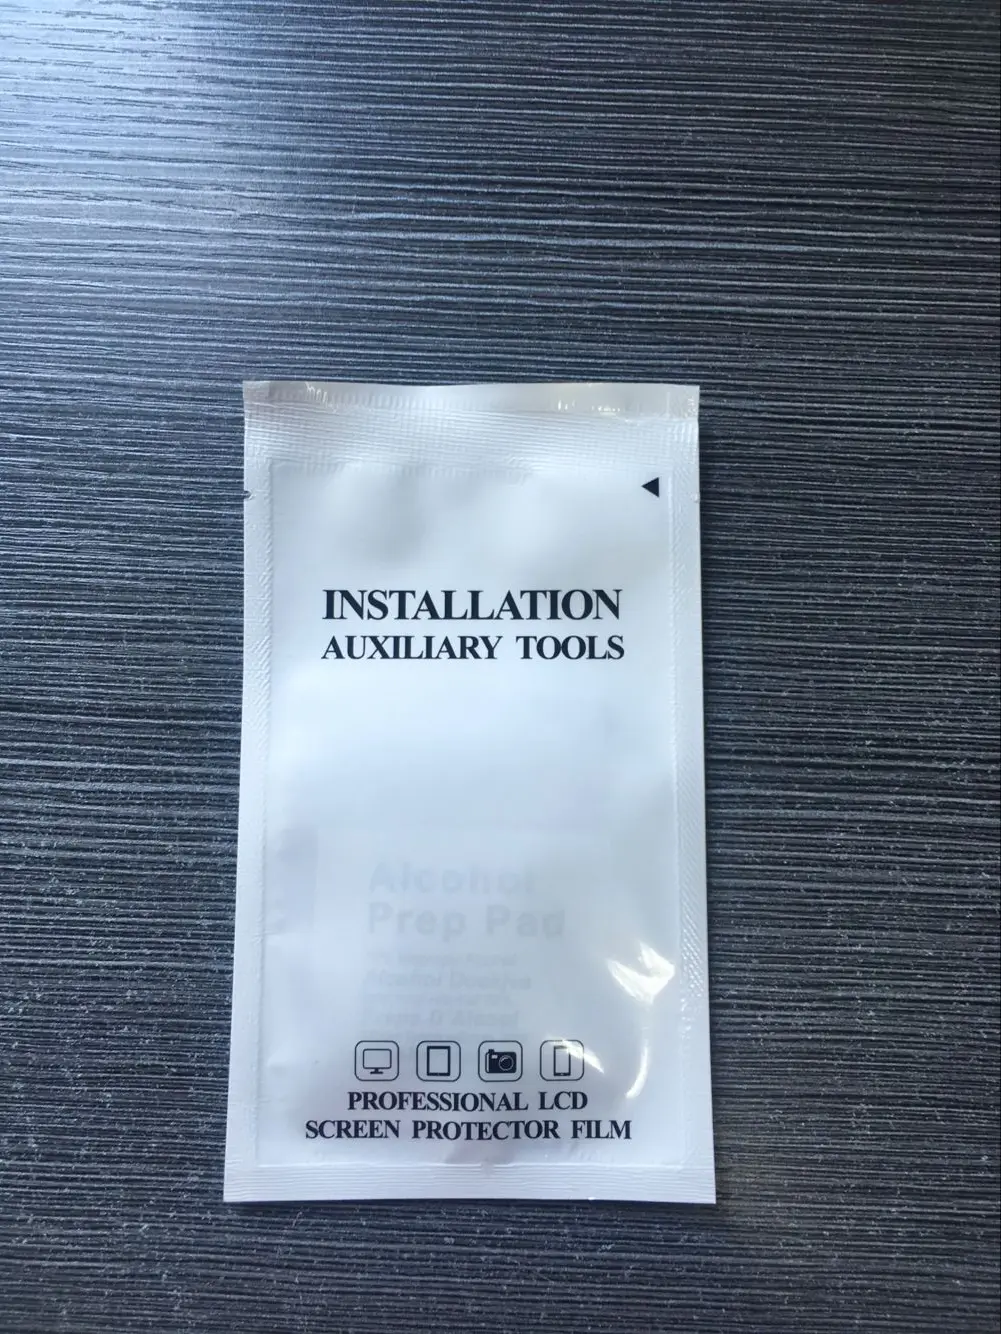 INSTALLATION
AUXILIARY TOOLS
Alcohol
Prep Pad
PROFESSIONAL LCD
SCREEN PROTECTOR FILM